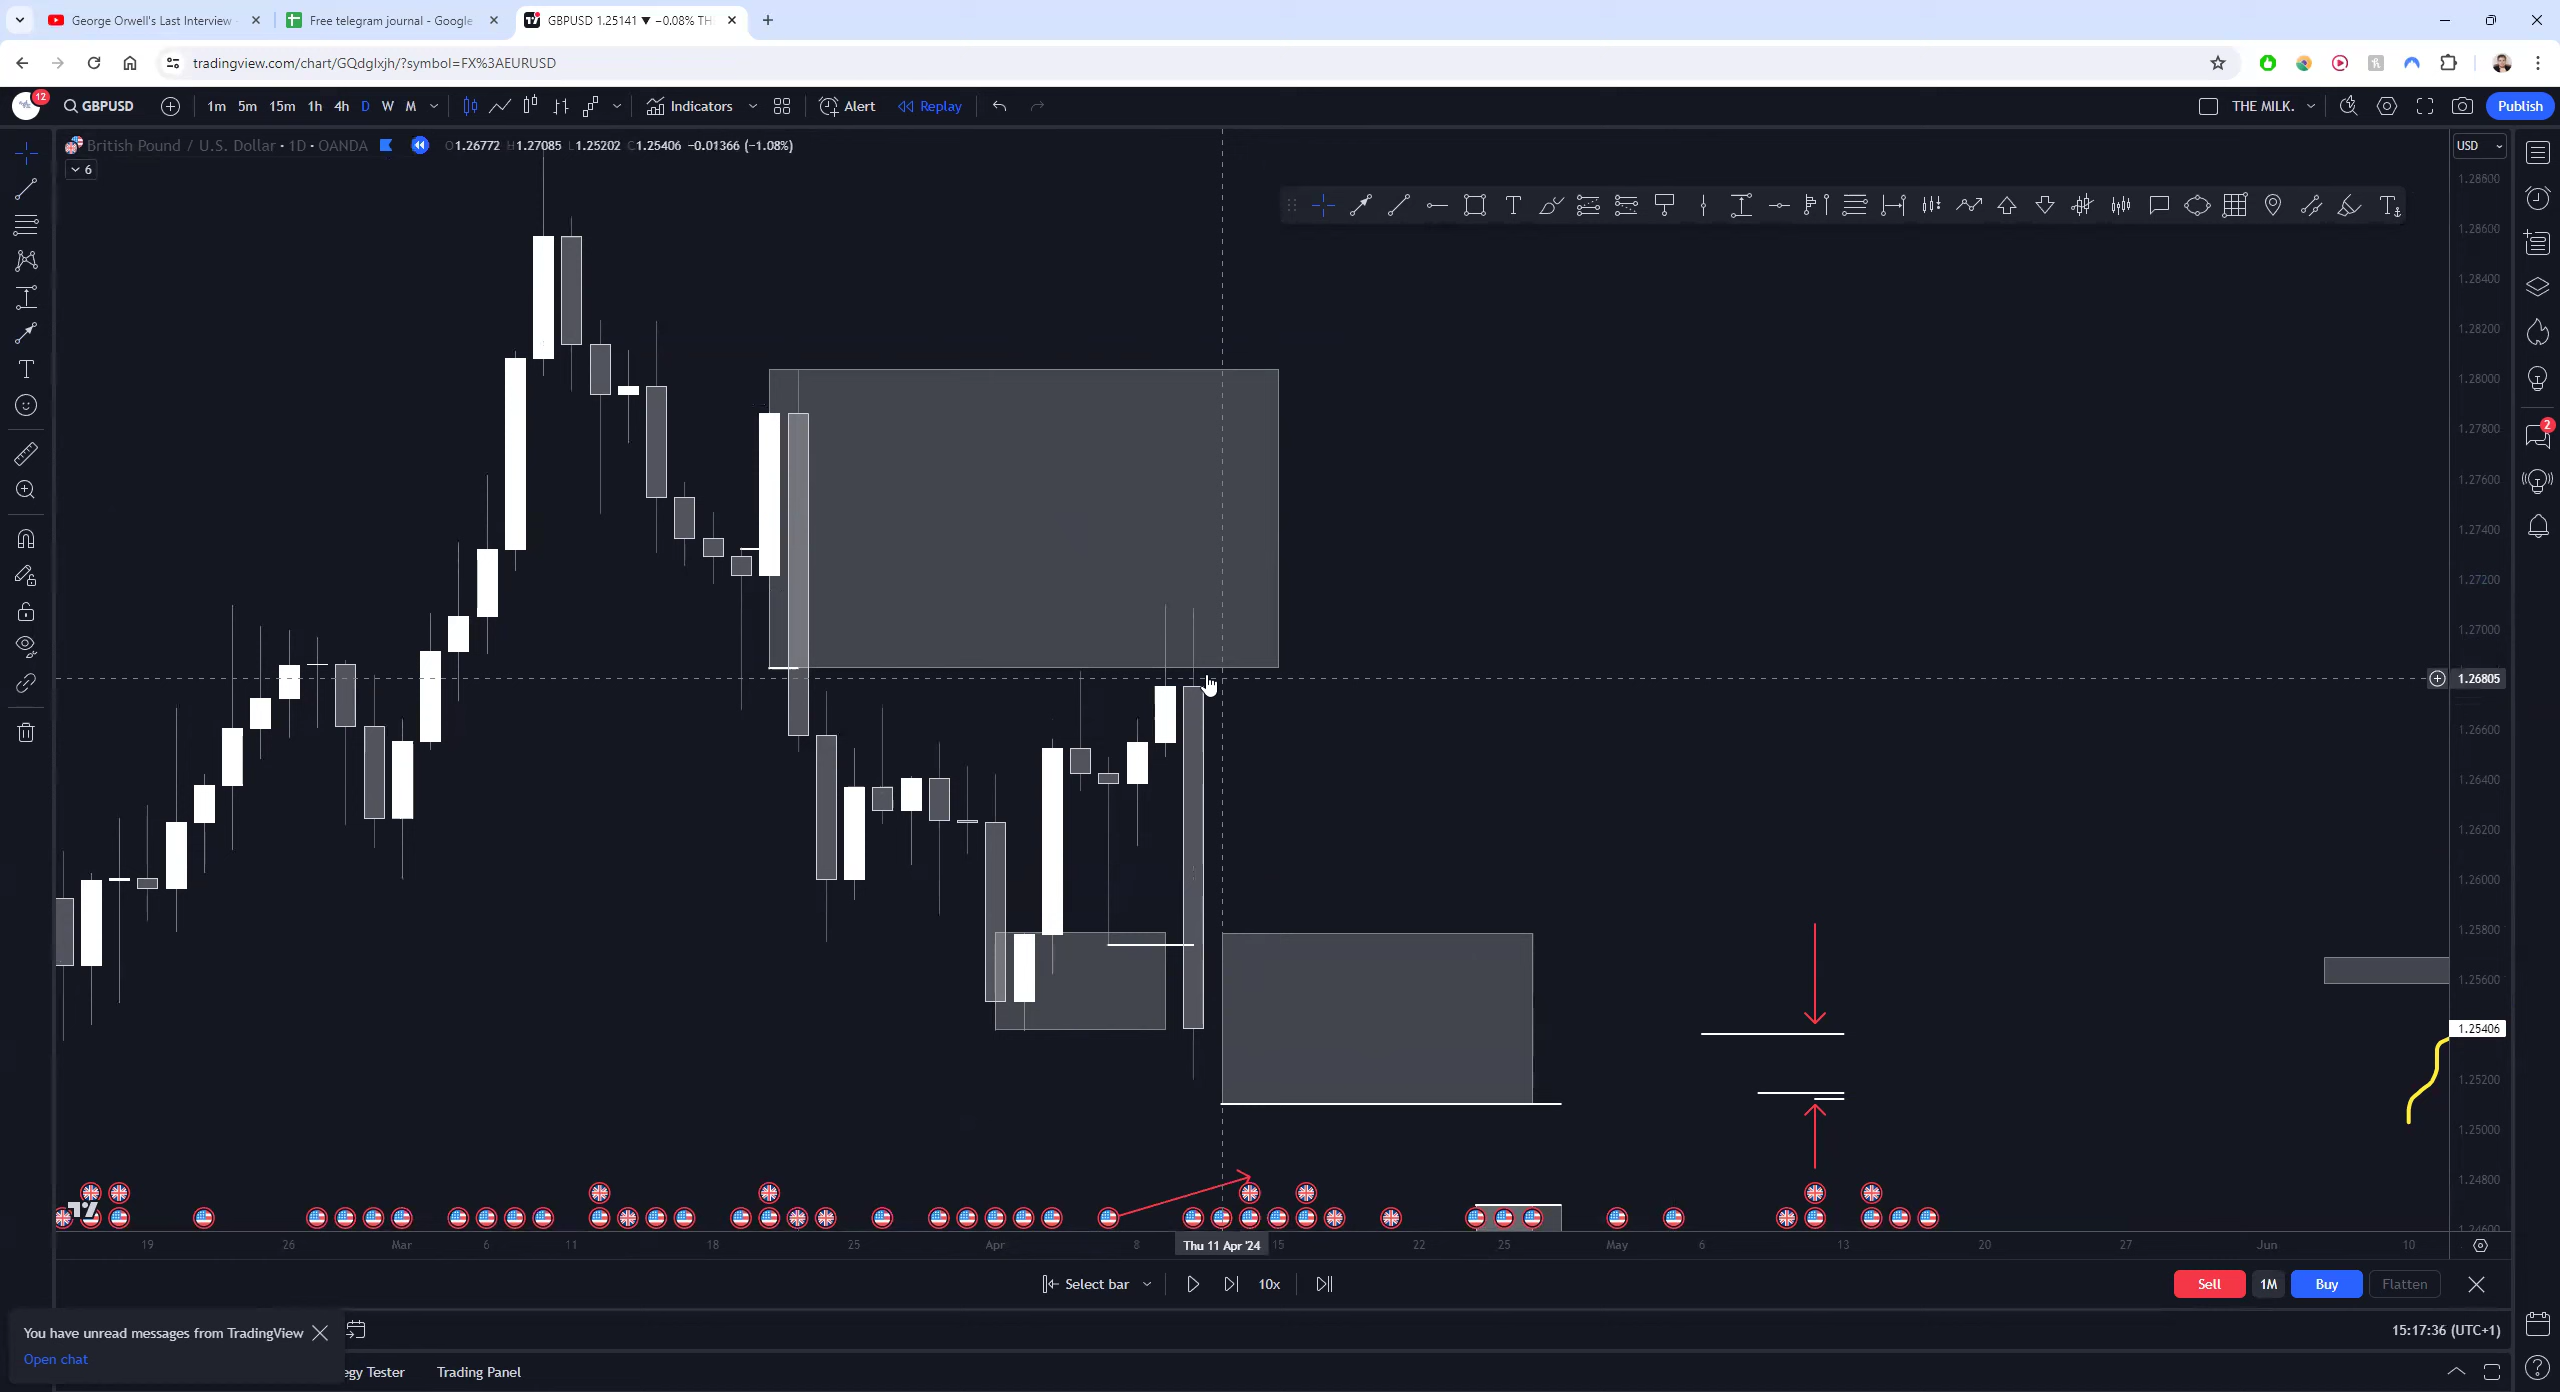 George Orwell's Last Interview
Free telegram journal - Google
GBPUSD 1.25141 ▼ −0.08% TH
tradingview.com/chart/GQdglxjh/?symbol=FX%3AEURUSD
12
GBPUSD
1m 5m 15m 1h 4h D W M
Indicators
Alert
Replay
THE MILK.
Publish
British Pound / U.S. Dollar · 1D · OANDA
O1.26772 H1.27085 L1.25202 C1.25406 −0.01366 (−1.08%)
USD
6
1.28800
1.28600
1.28400
1.28200
1.28000
1.27800
1.27600
1.27400
1.27200
1.27000
1.26805
1.26600
1.26400
1.26200
1.26000
1.25800
1.25600
1.25406
1.25200
1.25000
1.24800
1.24600
2
19 26 Mar 6 11 18 25 Apr 8 Thu 11 Apr '24 15 22 25 May 6 13 20 27 Jun 10
Select bar
10x
Sell
1M
Buy
Flatten
You have unread messages from TradingView
Open chat
15:17:36 (UTC+1)
egy Tester
Trading Panel